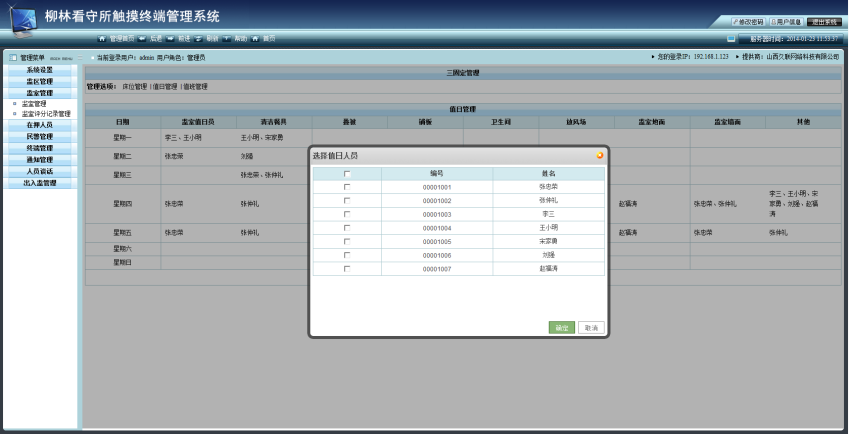 柳林看守所触摸终端管理系统
修改密码 用户信息 退出系统
管理首页 后退 前进 刷新 帮助 首页
服务器时间：2014-01-23 11:33:37
管理菜单
当前登录用户：admin 用户角色：管理员
您的登录IP：192.168.1.123 提供商：山西久联网络科技有限公司
系统设置
监区管理
监室管理
监室管理
监室评分记录管理
在押人员
民警管理
终端管理
通知管理
人员谈话
出入监管理
三固定管理
管理选项： 床位管理 | 值日管理 | 值班管理
值日管理
日期 监室值日员 清洁餐具 叠被 铺板 卫生间 放风场 监室地面 监室墙面 其他
星期一 李三、王小明 王小明、宋家勇
星期二 张忠荣 刘强
星期三 张忠荣、张仲礼
星期四 张忠荣 张仲礼 赵福涛 张忠荣、张仲礼 李三、王小明、宋
家勇、刘强、赵福
涛
星期五 张忠荣 张仲礼 赵福涛 张忠荣 张仲礼
星期六
星期日
选择值日人员
编号 姓名
00001001 张忠荣
00001002 张仲礼
00001003 李三
00001004 王小明
00001005 宋家勇
00001006 刘强
00001007 赵福涛
确定 取消